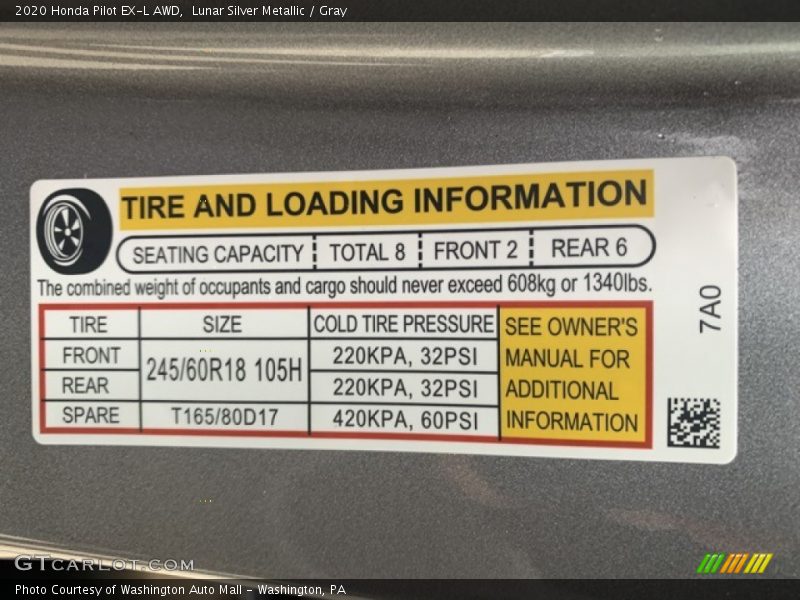 2020 Honda Pilot EX-L AWD,  Lunar Silver Metallic / Gray
TIRE AND LOADING INFORMATION
SEATING CAPACITY TOTAL 8 FRONT 2 REAR 6
The combined weight of occupants and cargo should never exceed 608kg or 1340lbs.
TIRE SIZE COLD TIRE PRESSURE
FRONT 245/60R18 105H 220KPA, 32PSI
REAR 220KPA, 32PSI
SPARE T165/80D17 420KPA, 60PSI
SEE OWNER'S
MANUAL FOR
ADDITIONAL
INFORMATION
7A0
GTCARLOT.COM
Photo Courtesy of Washington Auto Mall - Washington, PA